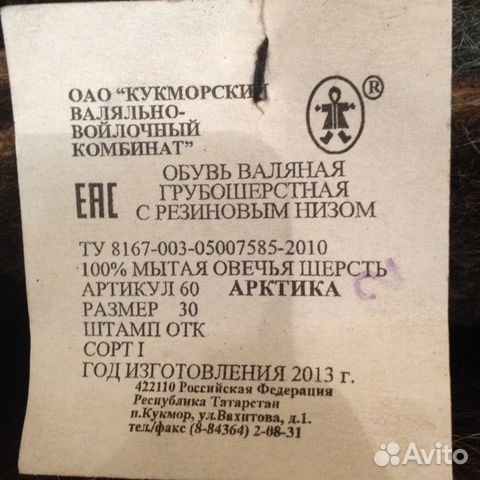 ОАО “КУКМОРСКИЙ
ВАЛЯЛЬНО-
ВОЙЛОЧНЫЙ
КОМБИНАТ”
®
ОБУВЬ ВАЛЯНАЯ
ГРУБОШЕРСТНАЯ
С РЕЗИНОВЫМ НИЗОМ
ЕАС
ТУ 8167-003-05007585-2010
100% МЫТАЯ ОВЕЧЬЯ ШЕРСТЬ
АРТИКУЛ 60 АРКТИКА
РАЗМЕР 30
ШТАМП ОТК
СОРТ I
ГОД ИЗГОТОВЛЕНИЯ 2013 г.
422110 Российская Федерация
Республика Татарстан
п.Кукмор, ул.Вахитова, д.1.
тел./факс (8-84364) 2-08-31
Avito